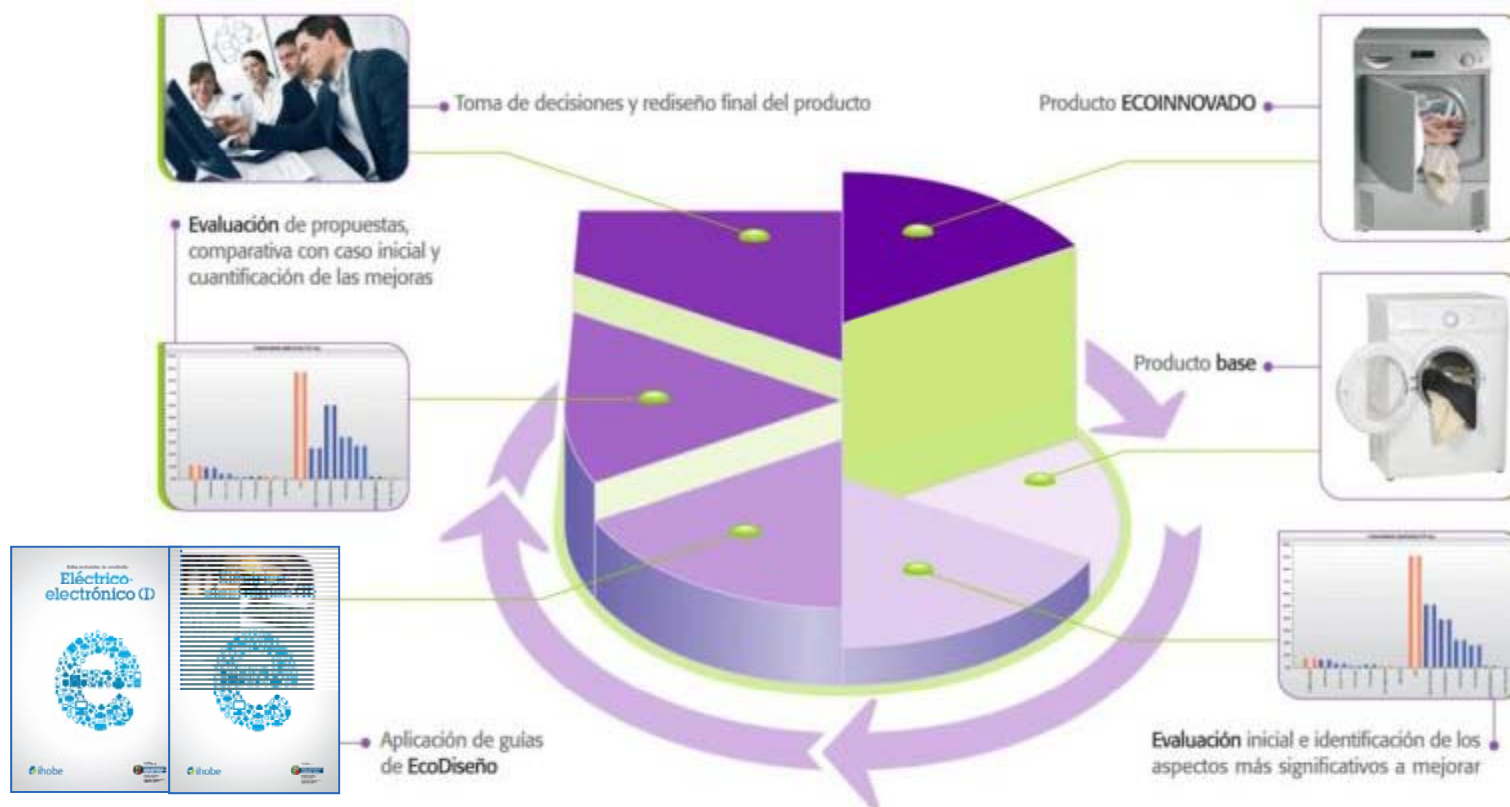 Toma de decisiones y rediseño final del producto
Producto ECOINNOVADO
Evaluación de propuestas,
comparativa con caso inicial y
cuantificación de las mejoras
Producto base
Eléctrico-
electrónico (I)
ihobe
ihobe
Aplicación de guías
de EcoDiseño
Evaluación inicial e identificación de los
aspectos más significativos a mejorar